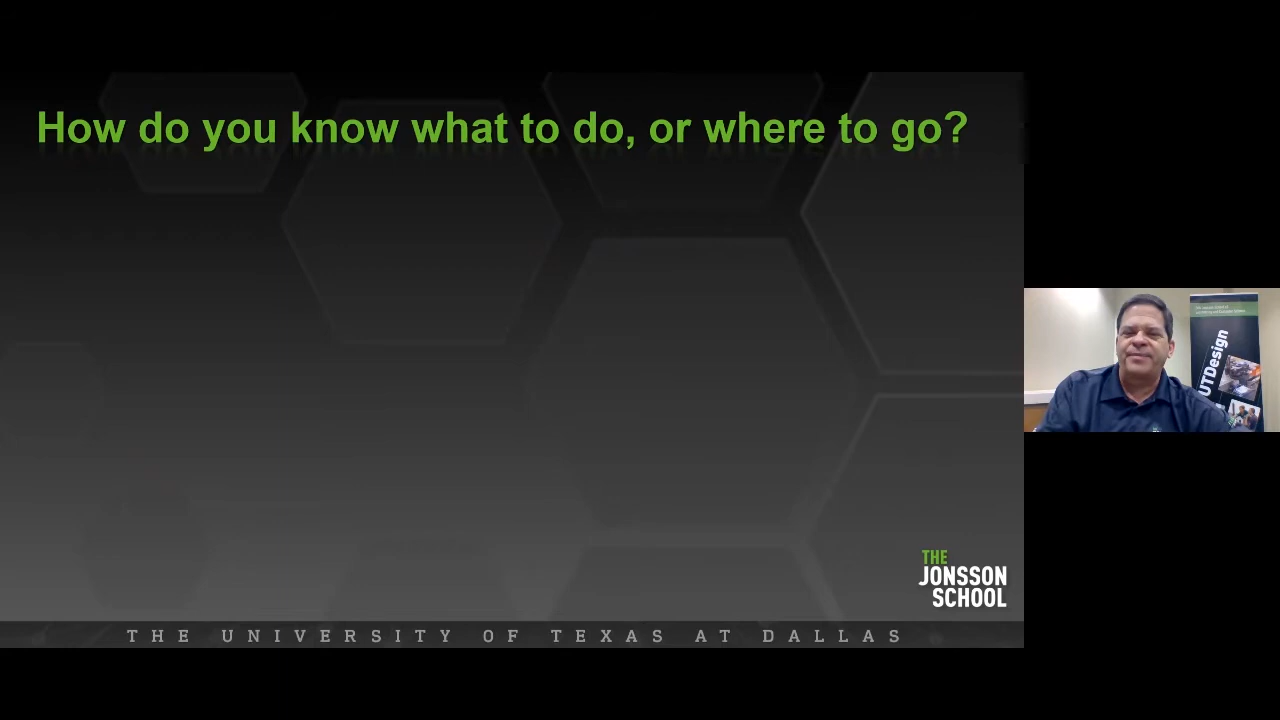 How do you know what to do, or where to go?
THE
JONSSON
SCHOOL
THE UNIVERSITY OF TEXAS AT DALLAS
UTDesign